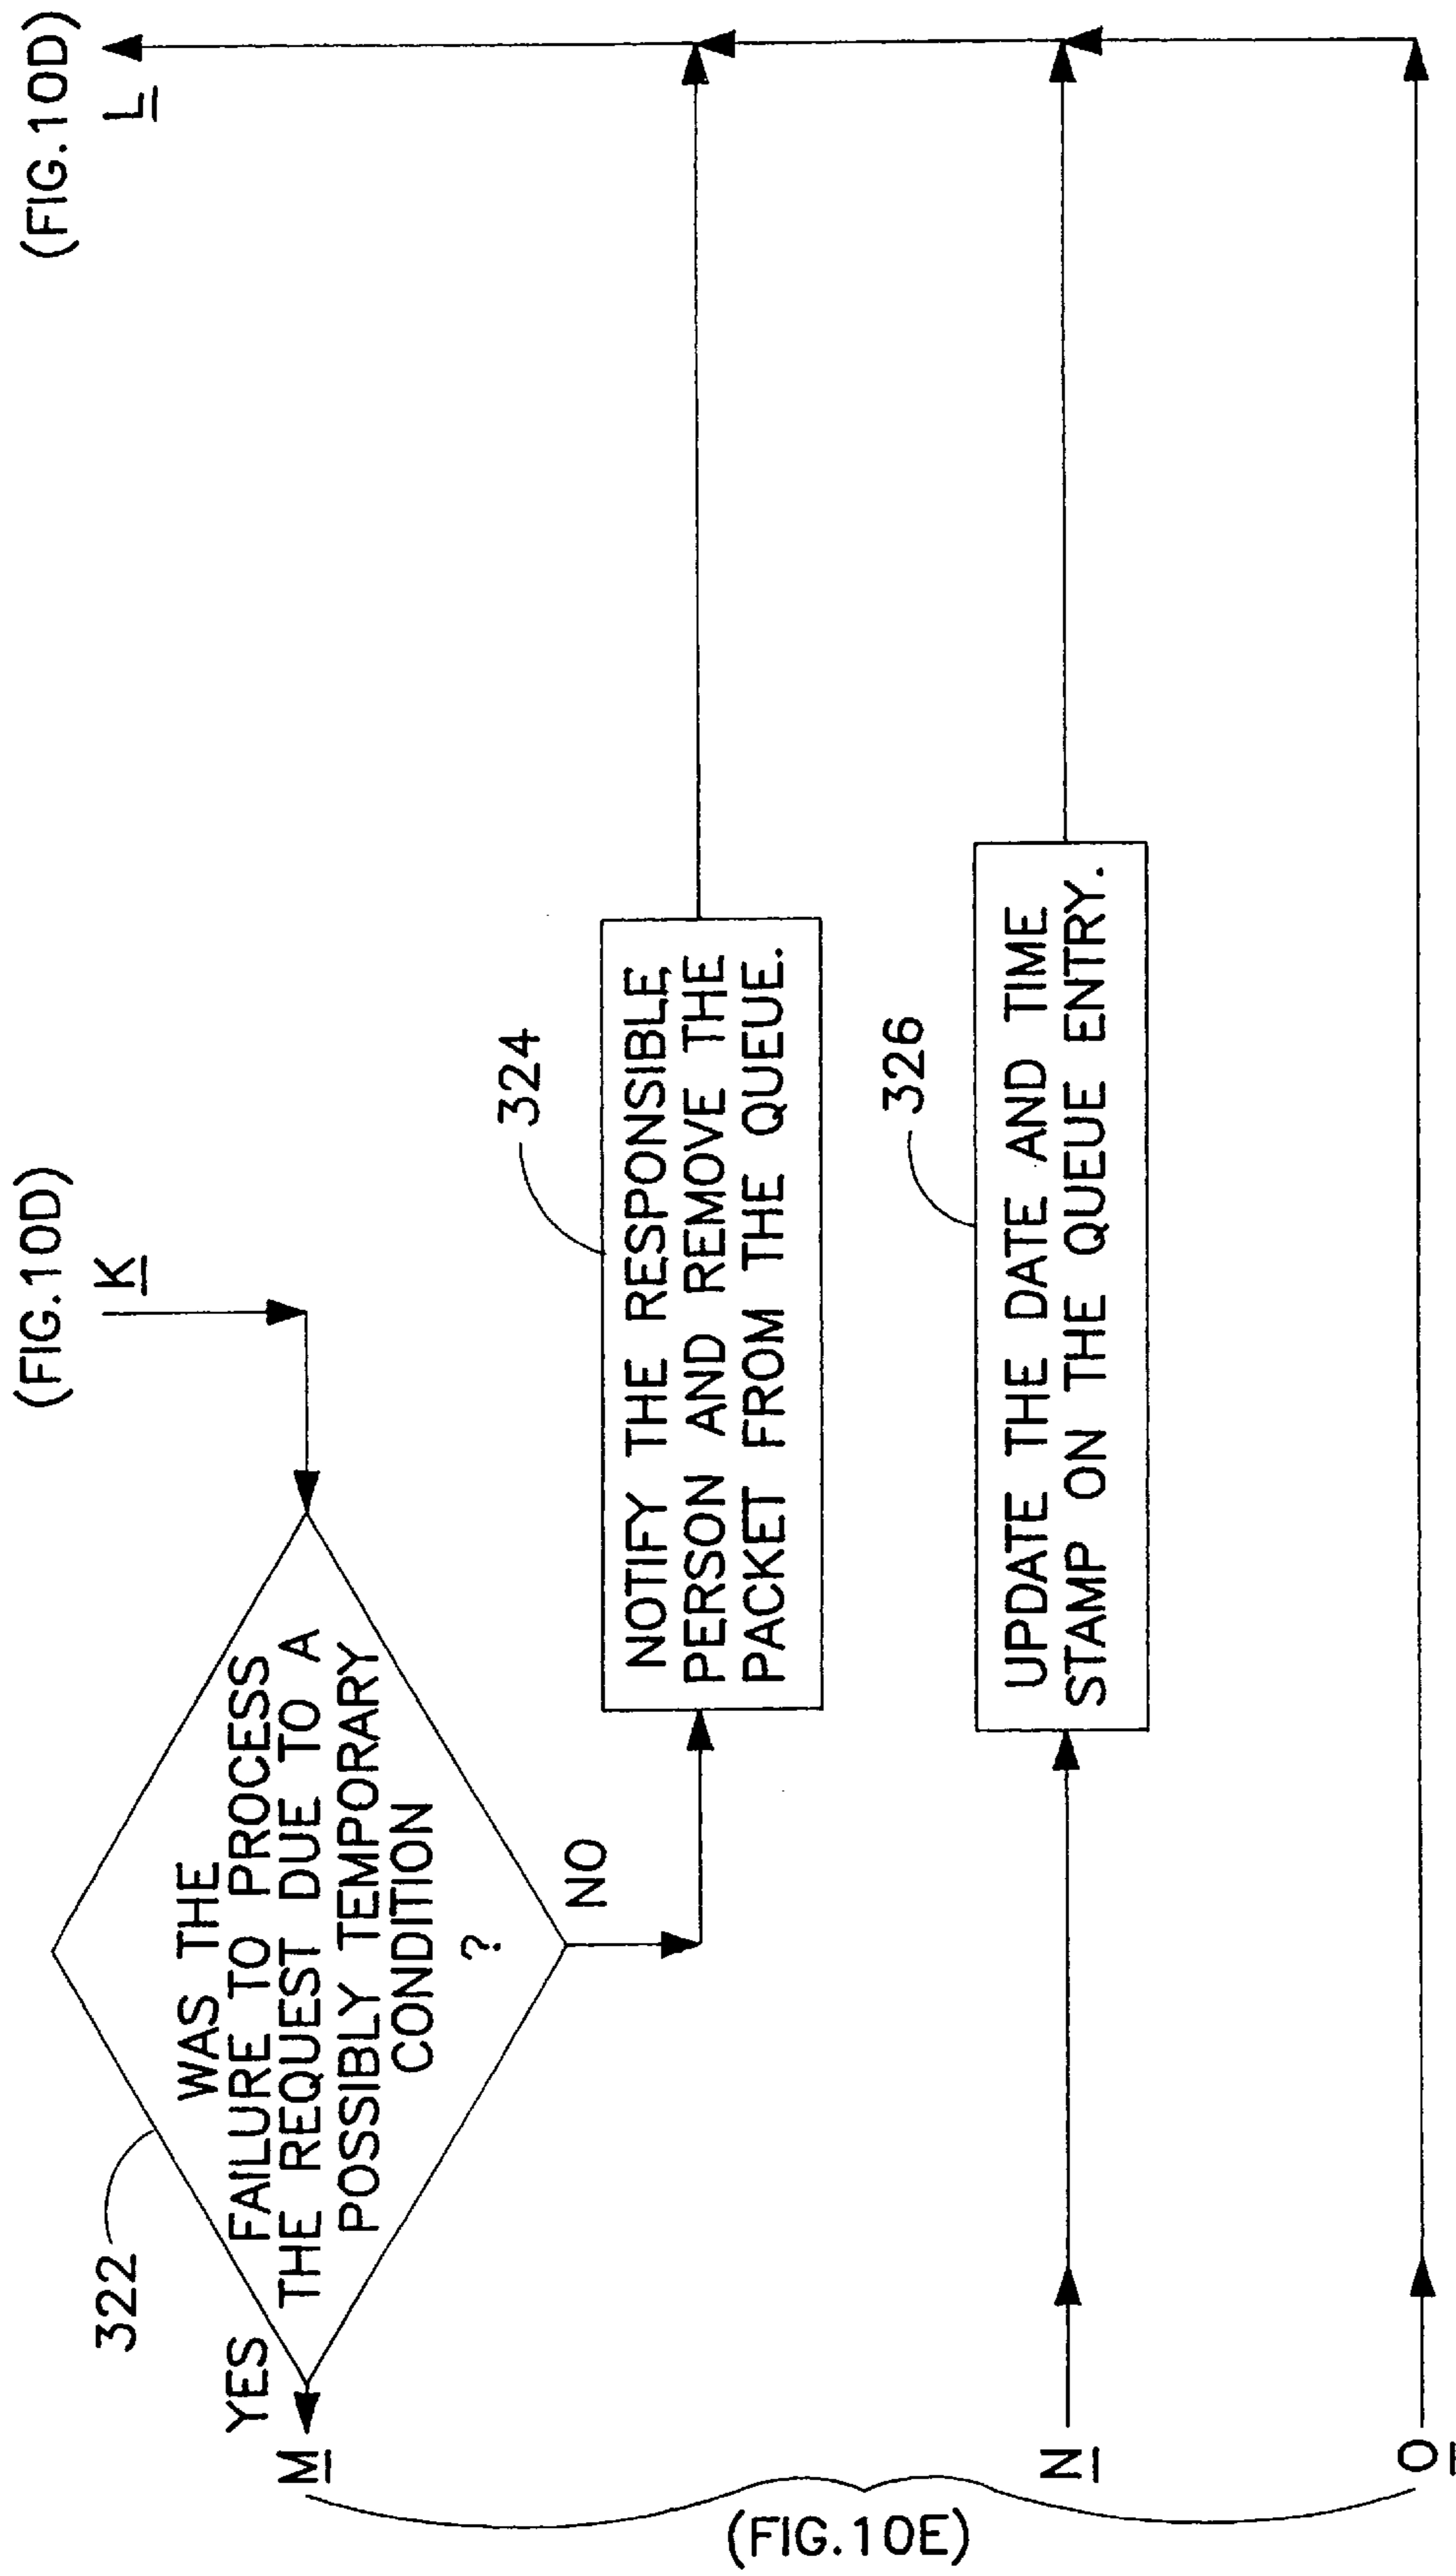 (FIG.10D)
K
(FIG.10D)
L
322
WAS THE
FAILURE TO PROCESS
THE REQUEST DUE TO A
POSSIBLY TEMPORARY
CONDITION
?
YES
M
NO
324
NOTIFY THE RESPONSIBLE
PERSON AND REMOVE THE
PACKET FROM THE QUEUE.
326
UPDATE THE DATE AND TIME
STAMP ON THE QUEUE ENTRY.
N
O
(FIG.10E)